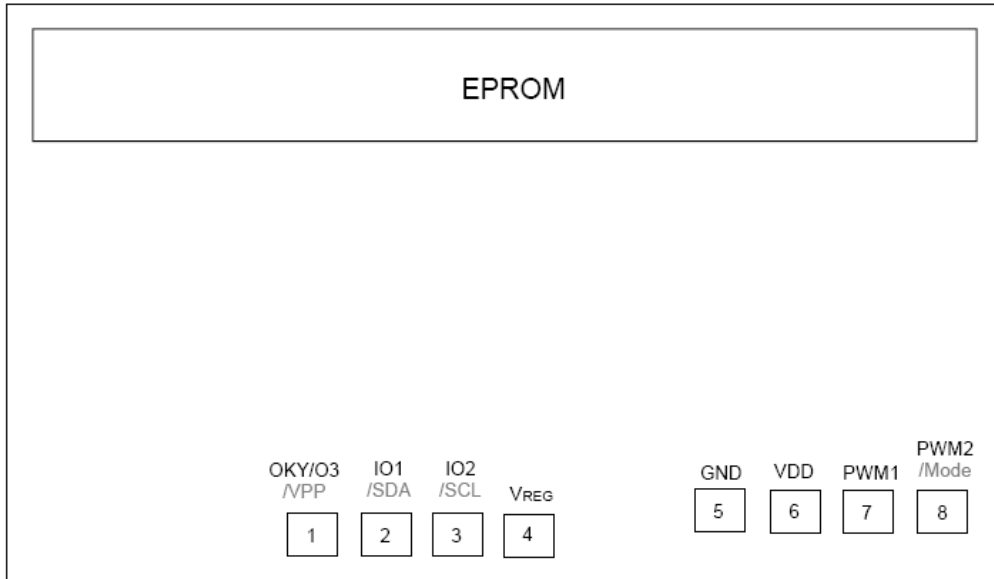 EPROM
OKY/O3
/VPP
IO1
/SDA
IO2
/SCL
VREG
GND
VDD
PWM1
PWM2
/Mode
1
2
3
4
5
6
7
8